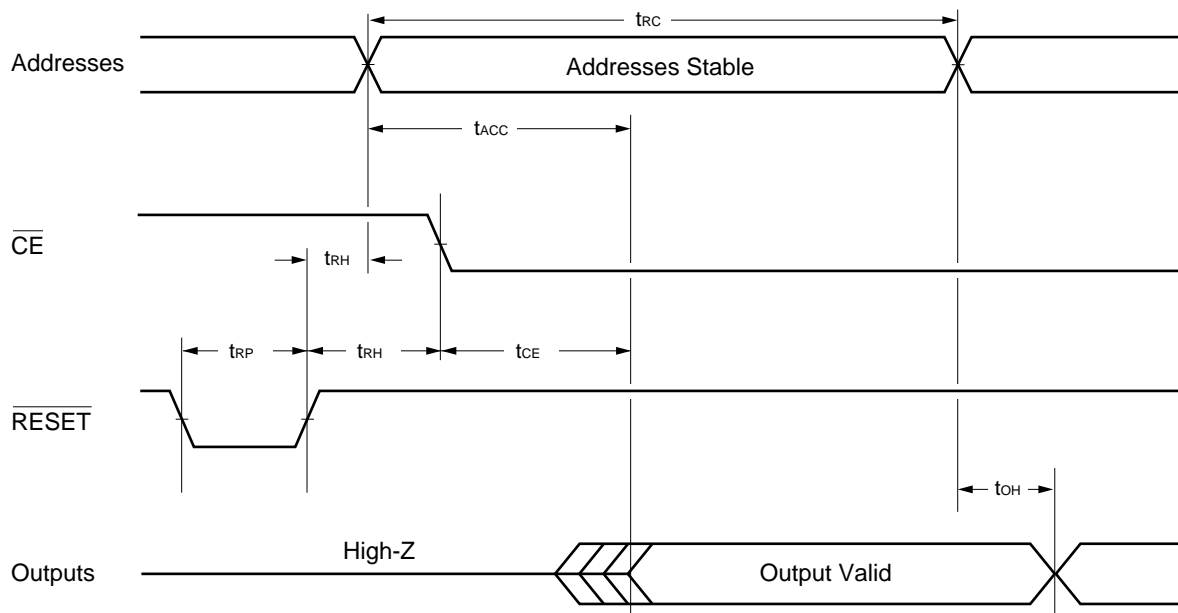 tRC
Addresses
Addresses Stable
tACC
CE
tRH
tRP
tRH
tCE
RESET
tOH
High-Z
Outputs
Output Valid